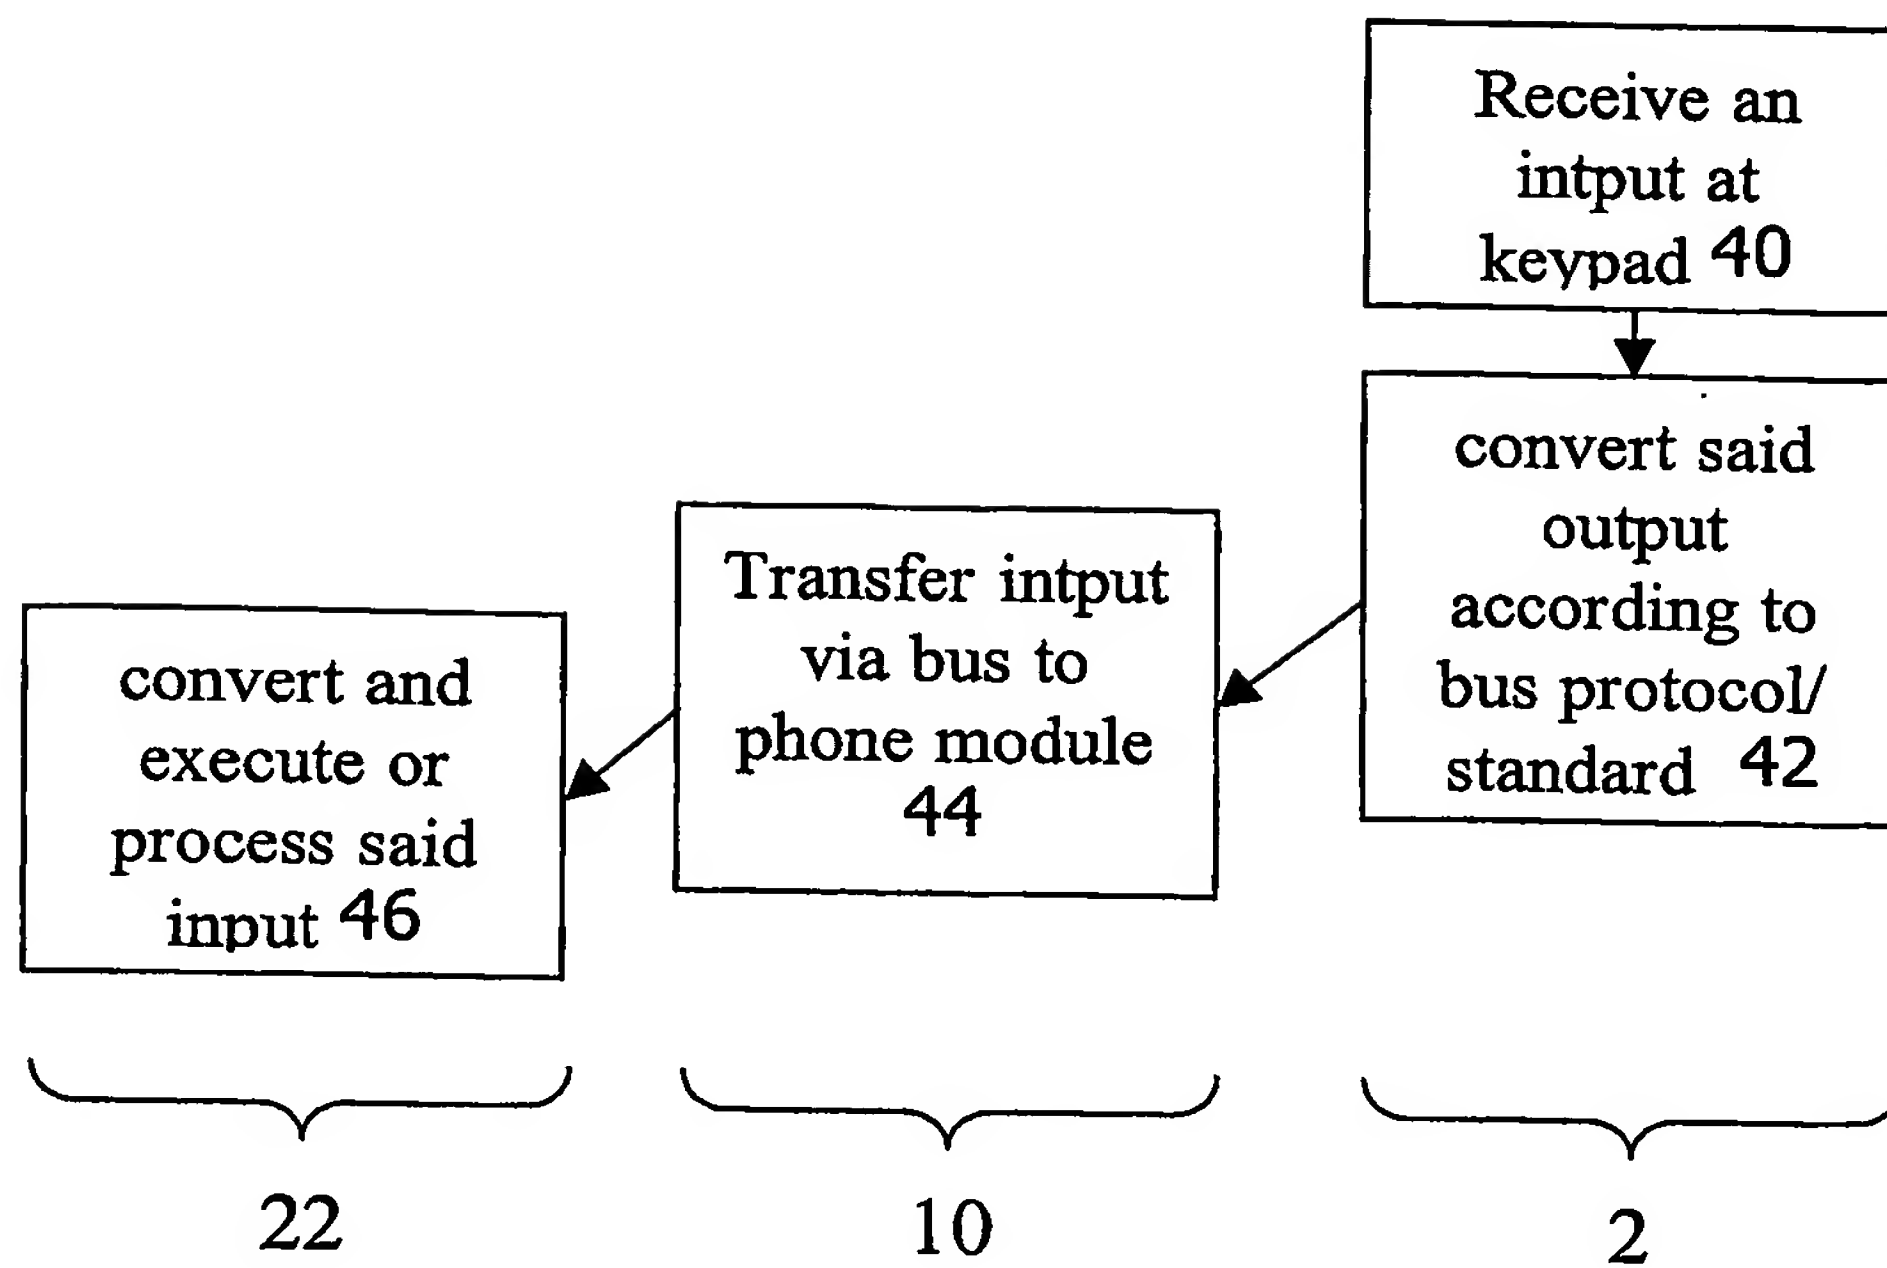 Receive an
intput at
keypad 40
convert said
output
according to
bus protocol/
standard 42
Transfer intput
via bus to
phone module
44
convert and
execute or
process said
input 46
22
10
2